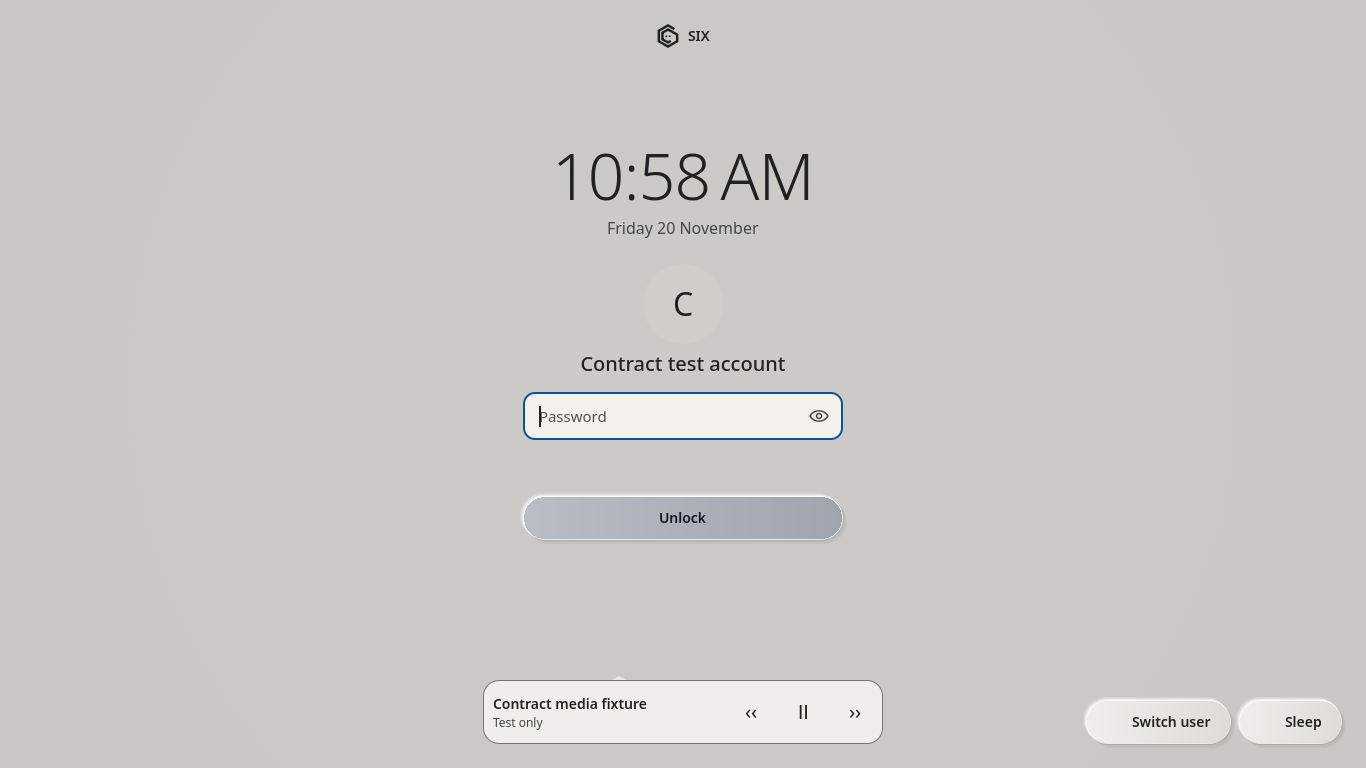 SIX
10:58 AM
Friday 20 November
C
Contract test account
Password
Unlock
Contract media fixture
Test only
Switch user
Sleep